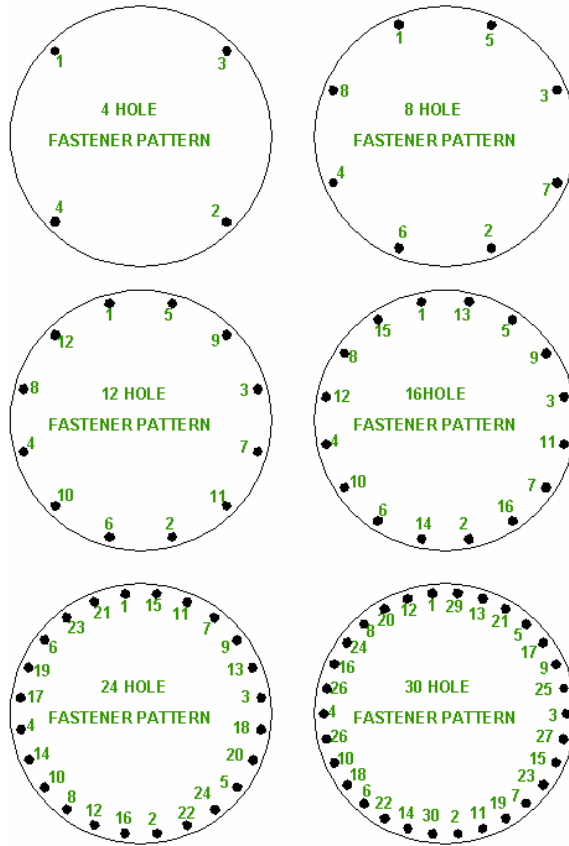 1 3
4 HOLE
FASTENER PATTERN
4 2
1 5
8 3
8 HOLE
FASTENER PATTERN
4 7
6 2
1 5
12 9
8 3
12 HOLE
FASTENER PATTERN
4 7
10 11
6 2
1 13
15 5
8 9
12 3
16HOLE
FASTENER PATTERN
4 11
10 7
6 16
14 2
21 1 15 11
23 7
6 9
19 13
24 HOLE
17 3
FASTENER PATTERN
4 18
14 20
10 5
8 24
12 16 2 22
12 1 29 13
20 21
8 5
24 17
16 9
30 HOLE
26 25
4 3
FASTENER PATTERN
26 27
10 15
18 23
6 7
22 19
14 30 2 11